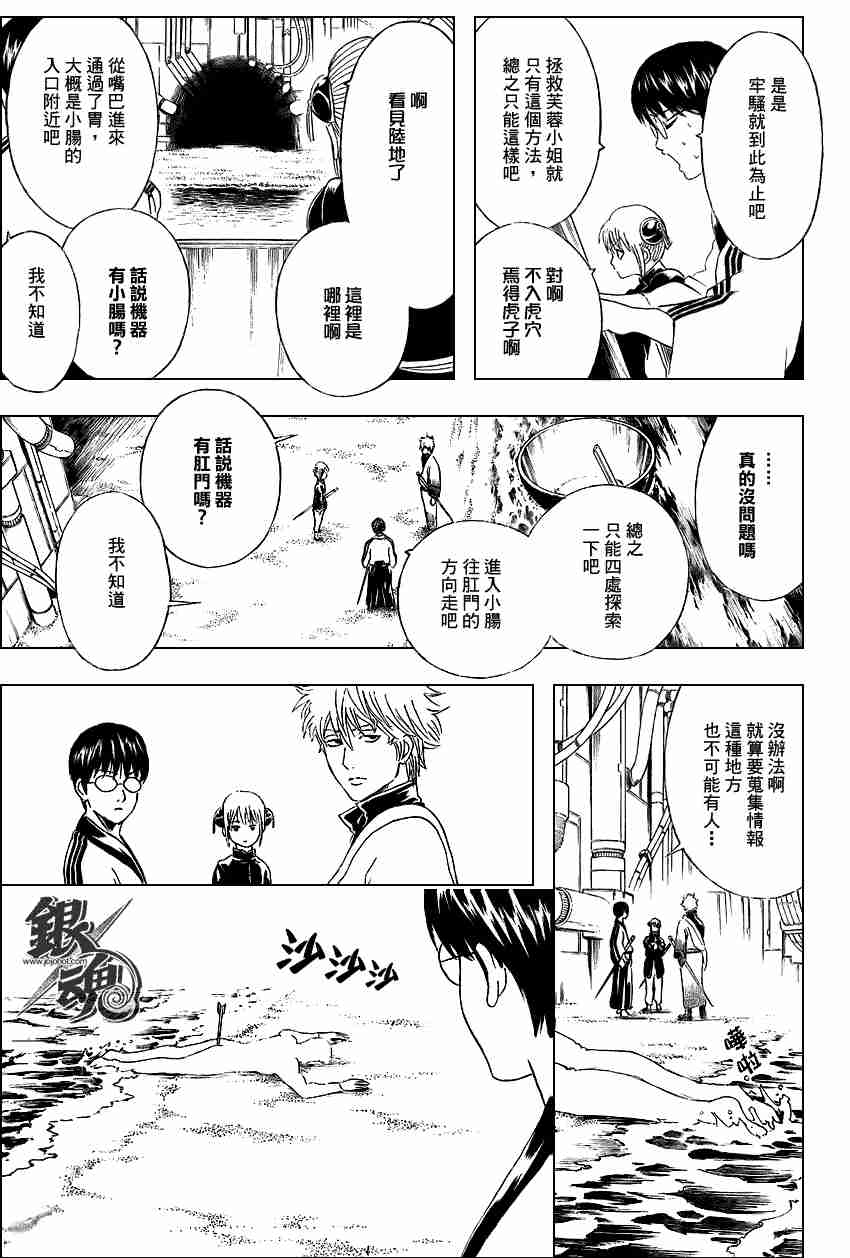 是是
牢騷就到此為止吧
拯救芙蓉小姐就
只有這個方法，
總之只能這樣吧
對啊
不入虎穴
焉得虎子啊
啊
看見陸地了
這裡是
哪裡啊
從嘴巴進來
通過了胃，
大概是小腸的
入口附近吧
話説機器
有小腸嗎？
我不知道
……
真的沒問題嗎
總之
只能四處探索
一下吧
進入小腸
往肛門的
方向走吧
話説機器
有肛門嗎？
我不知道
沒辦法啊
就算要蒐集情報
這種地方
也不可能有人…
嘩啦。
沙沙沙
銀魂
www.jojobot.com